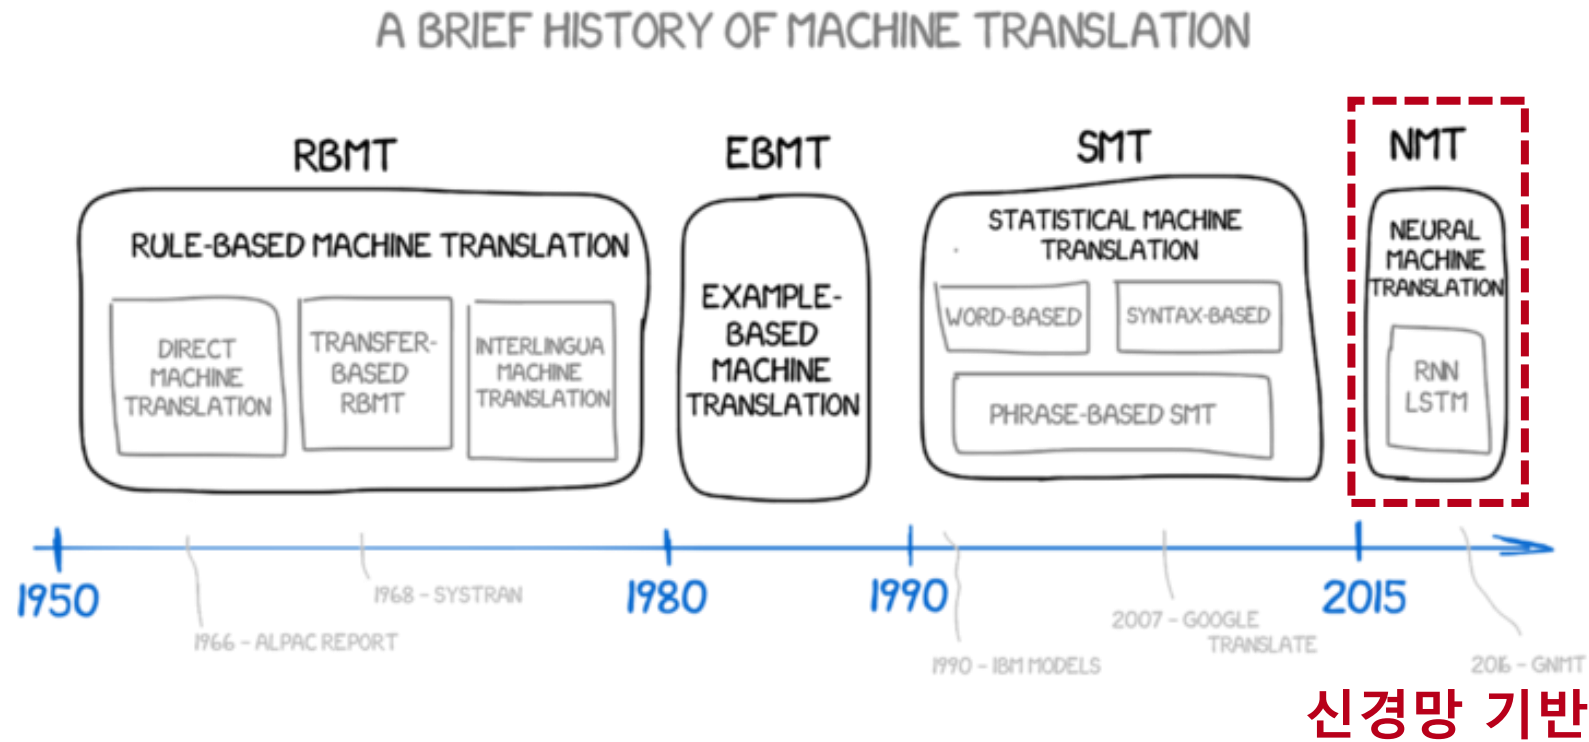 A BRIEF HISTORY OF MACHINE TRANSLATION
RBMT
RULE-BASED MACHINE TRANSLATION
DIRECT
MACHINE
TRANSLATION
TRANSFER-
BASED
RBMT
INTERLINGUA
MACHINE
TRANSLATION
EBMT
EXAMPLE-
BASED
MACHINE
TRANSLATION
SMT
STATISTICAL MACHINE
TRANSLATION
WORD-BASED
SYNTAX-BASED
PHRASE-BASED SMT
NMT
NEURAL
MACHINE
TRANSLATION
RNN
LSTM
1950
1966 - ALPAC REPORT
1968 - SYSTRAN
1980
1990
1990 - IBM MODELS
2007 - GOOGLE
TRANSLATE
2015
2016 - GNMT
신경망 기반